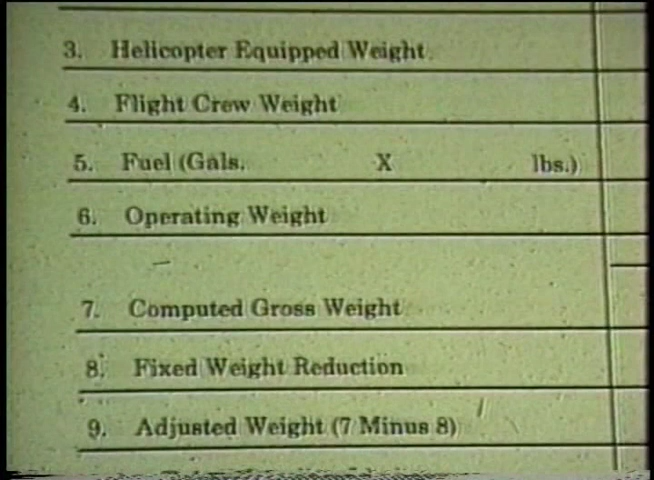 3. Helicopter Equipped Weight
4. Flight Crew Weight
5. Fuel (Gals. X lbs.)
6. Operating Weight
7. Computed Gross Weight
8. Fixed Weight Reduction
9. Adjusted Weight (7 Minus 8)